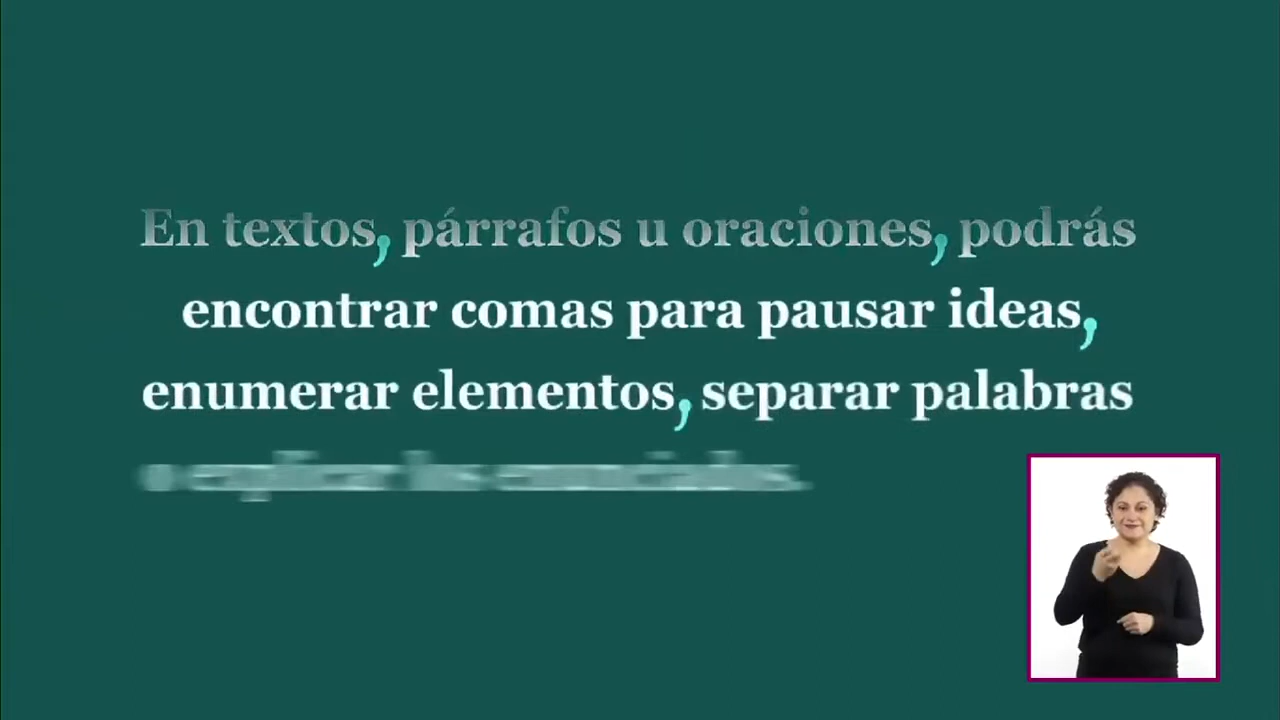 En textos, párrafos u oraciones, podrás
encontrar comas para pausar ideas,
enumerar elementos, separar palabras